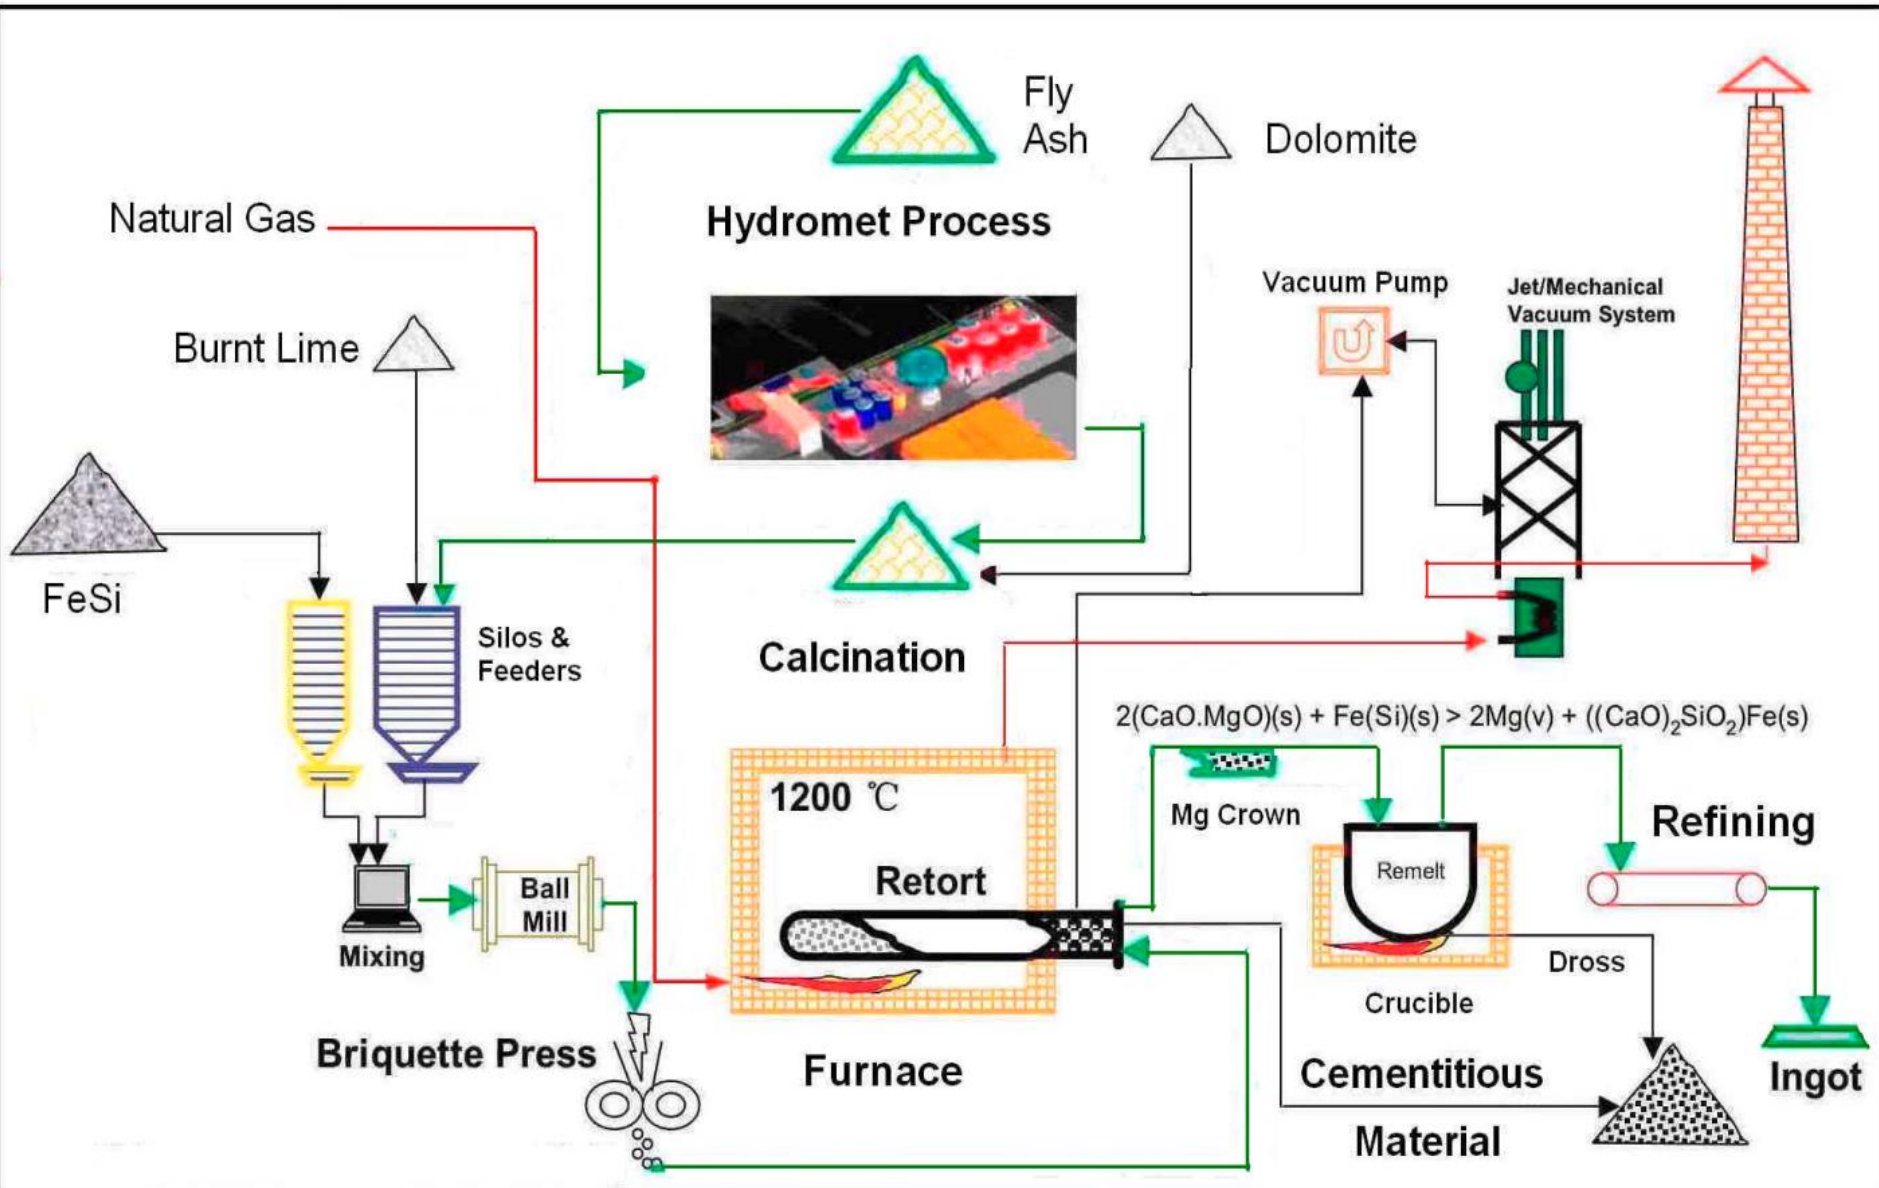 Fly
Ash
Dolomite
Hydromet Process
Natural Gas
Vacuum Pump
Jet/Mechanical
Vacuum System
Burnt Lime
FeSi
Silos &
Feeders
Calcination
2(CaO.MgO)(s) + Fe(Si)(s) > 2Mg(v) + ((CaO)₂SiO₂)Fe(s)
1200 ℃
Mg Crown
Refining
Retort
Remelt
Ball
Mill
Mixing
Dross
Crucible
Briquette Press
Furnace
Cementitious
Material
Ingot